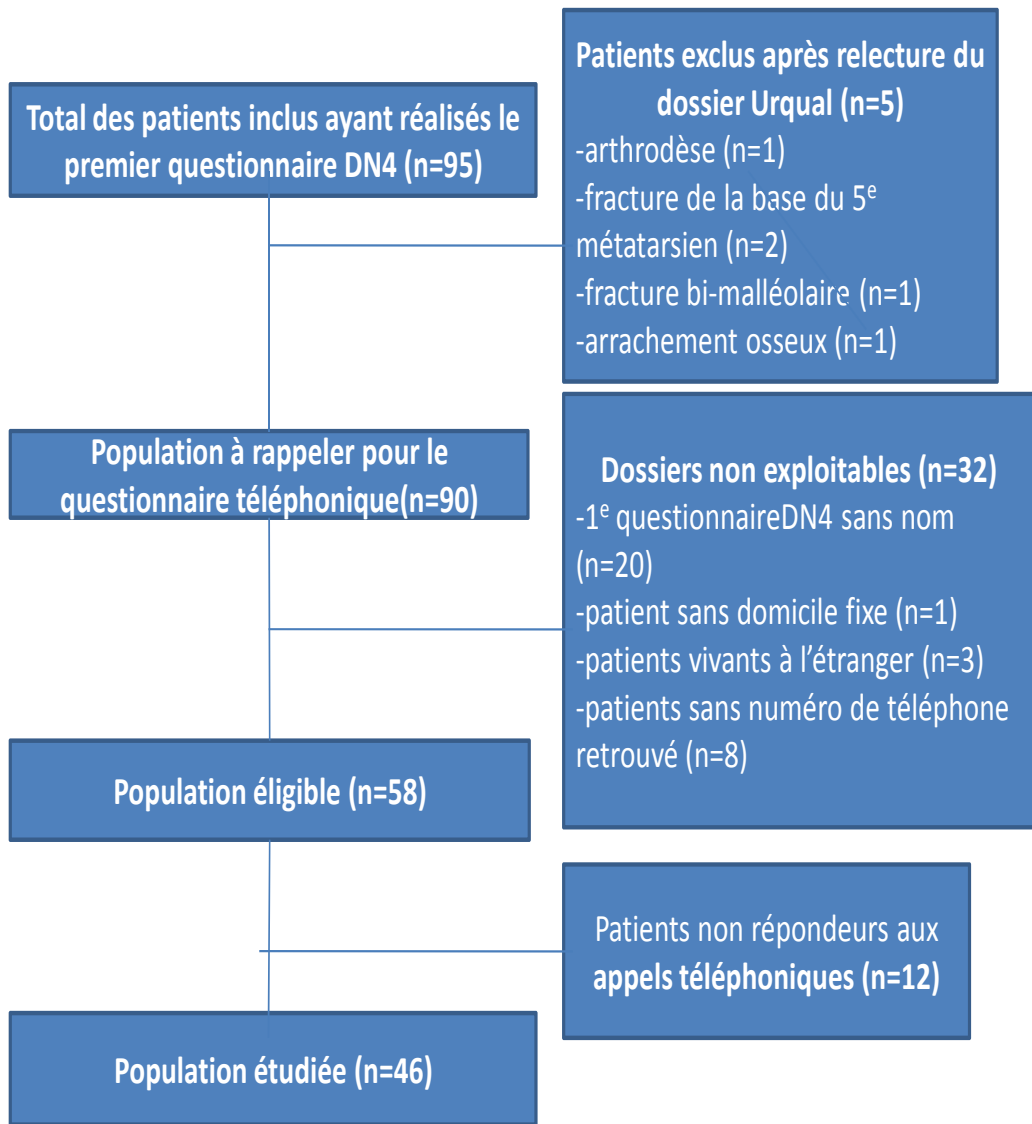 Total des patients inclus ayant réalisés le
premier questionnaire DN4 (n=95)
Patients exclus après relecture du
dossier Urqual (n=5)
-arthrodèse (n=1)
-fracture de la base du 5e
métatarsien (n=2)
-fracture bi-malléolaire (n=1)
-arrachement osseux (n=1)
Population à rappeler pour le
questionnaire téléphonique(n=90)
Dossiers non exploitables (n=32)
-1e questionnaireDN4 sans nom
(n=20)
-patient sans domicile fixe (n=1)
-patients vivants à l'étranger (n=3)
-patients sans numéro de téléphone
retrouvé (n=8)
Population éligible (n=58)
Patients non répondeurs aux
appels téléphoniques (n=12)
Population étudiée (n=46)